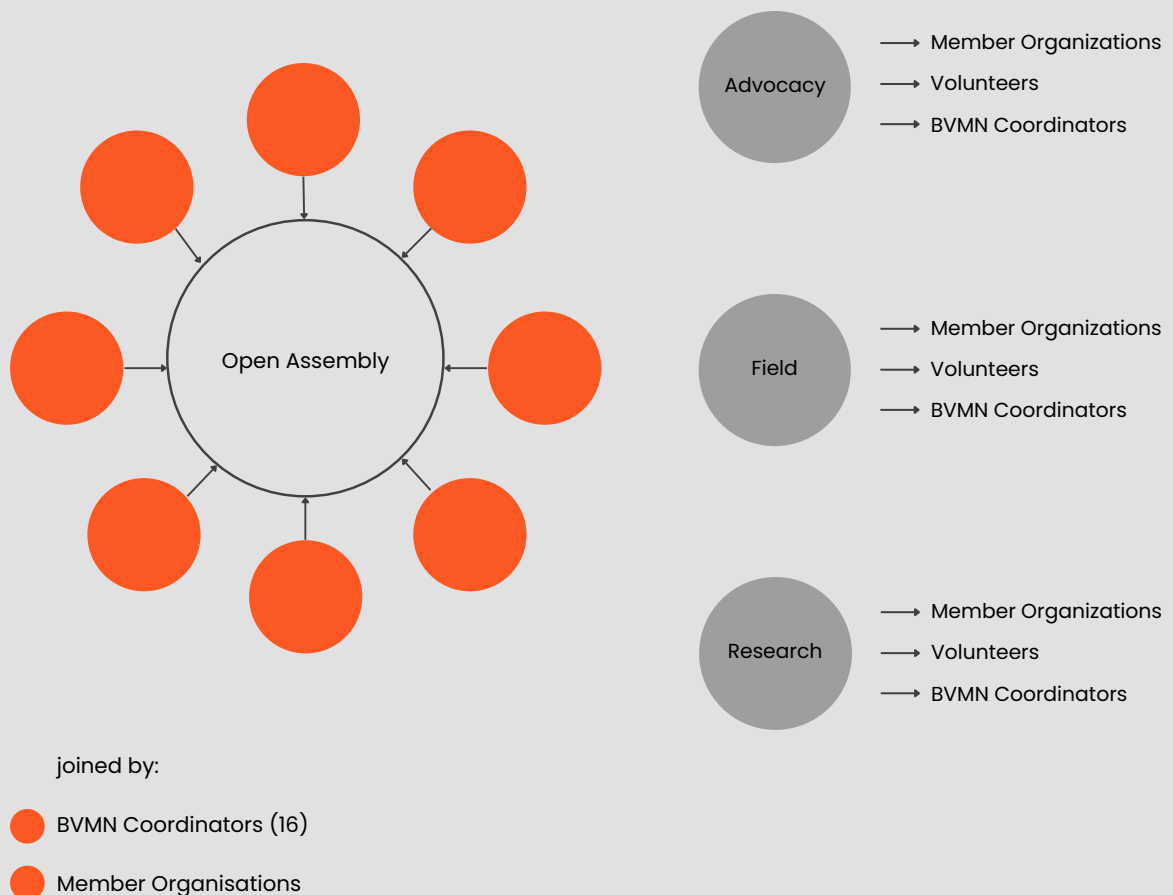 Open Assembly
joined by:
BVMN Coordinators (16)
Member Organisations
Advocacy
Member Organizations
Volunteers
BVMN Coordinators
Field
Member Organizations
Volunteers
BVMN Coordinators
Research
Member Organizations
Volunteers
BVMN Coordinators